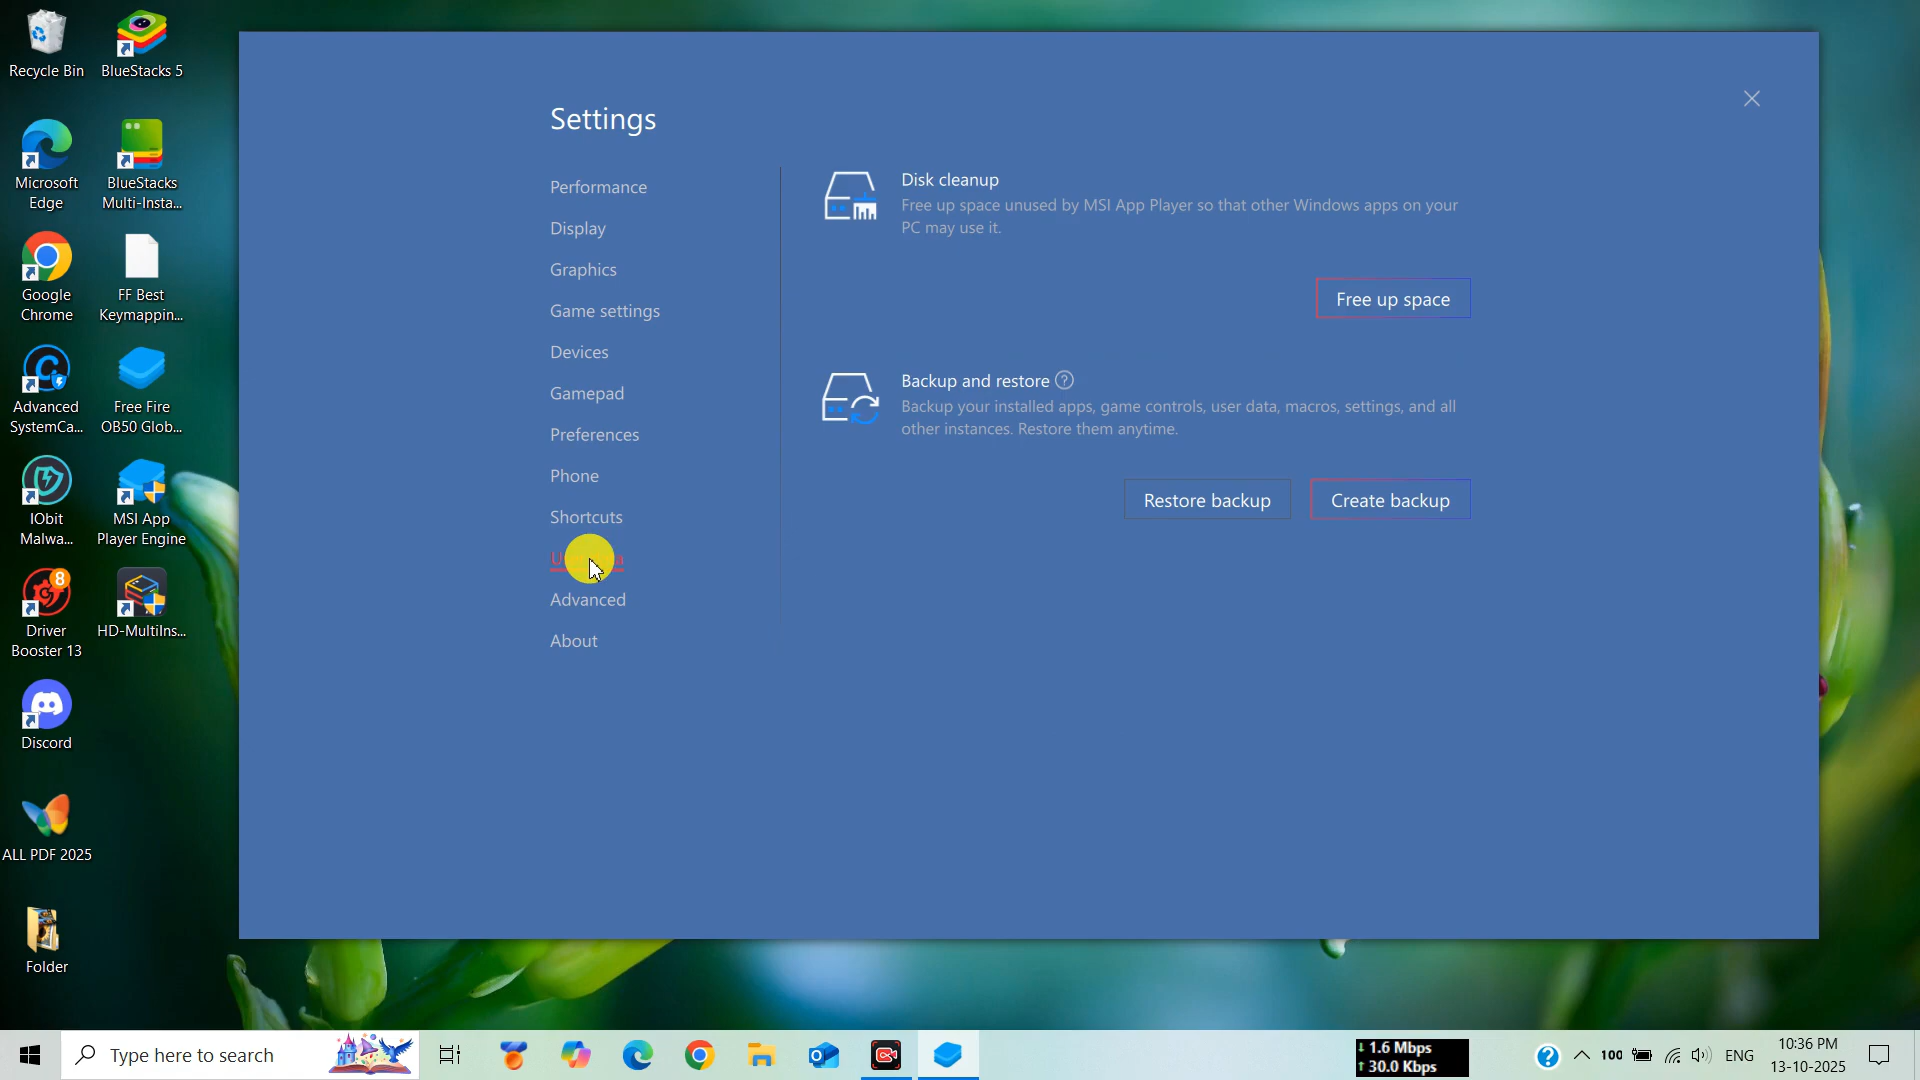 Recycle Bin
BlueStacks 5
Microsoft
Edge
BlueStacks
Multi-Insta...
Google
Chrome
FF Best
Keymappin...
Advanced
SystemCa...
Free Fire
OB50 Glob...
IObit
Malwa...
MSI App
Player Engine
8
Driver
Booster 13
HD-MultiIns...
Discord
ALL PDF 2025
Folder
Settings
Performance
Display
Graphics
Game settings
Devices
Gamepad
Preferences
Phone
Shortcuts
Advanced
About
Disk cleanup
Free up space unused by MSI App Player so that other Windows apps on your
PC may use it.
Free up space
Backup and restore ?
Backup your installed apps, game controls, user data, macros, settings, and all
other instances. Restore them anytime.
Restore backup
Create backup
Type here to search
↓ 1.6 Mbps
↑ 30.0 Kbps
?
100
ENG
10:36 PM
13-10-2025